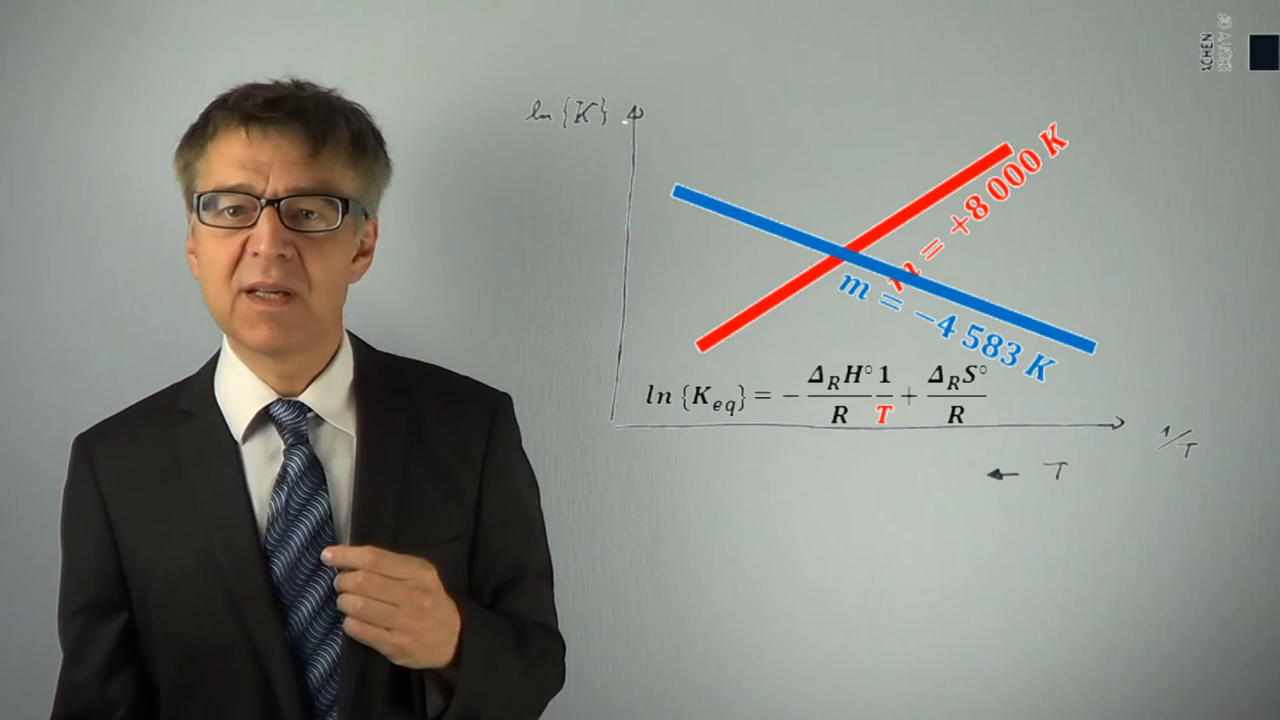 ln {K}
m = +8 000 K
m = −4 583 K
ln {K_eq} = − Δ_R H° / R 1 / T + Δ_R S° / R
1/T
← T